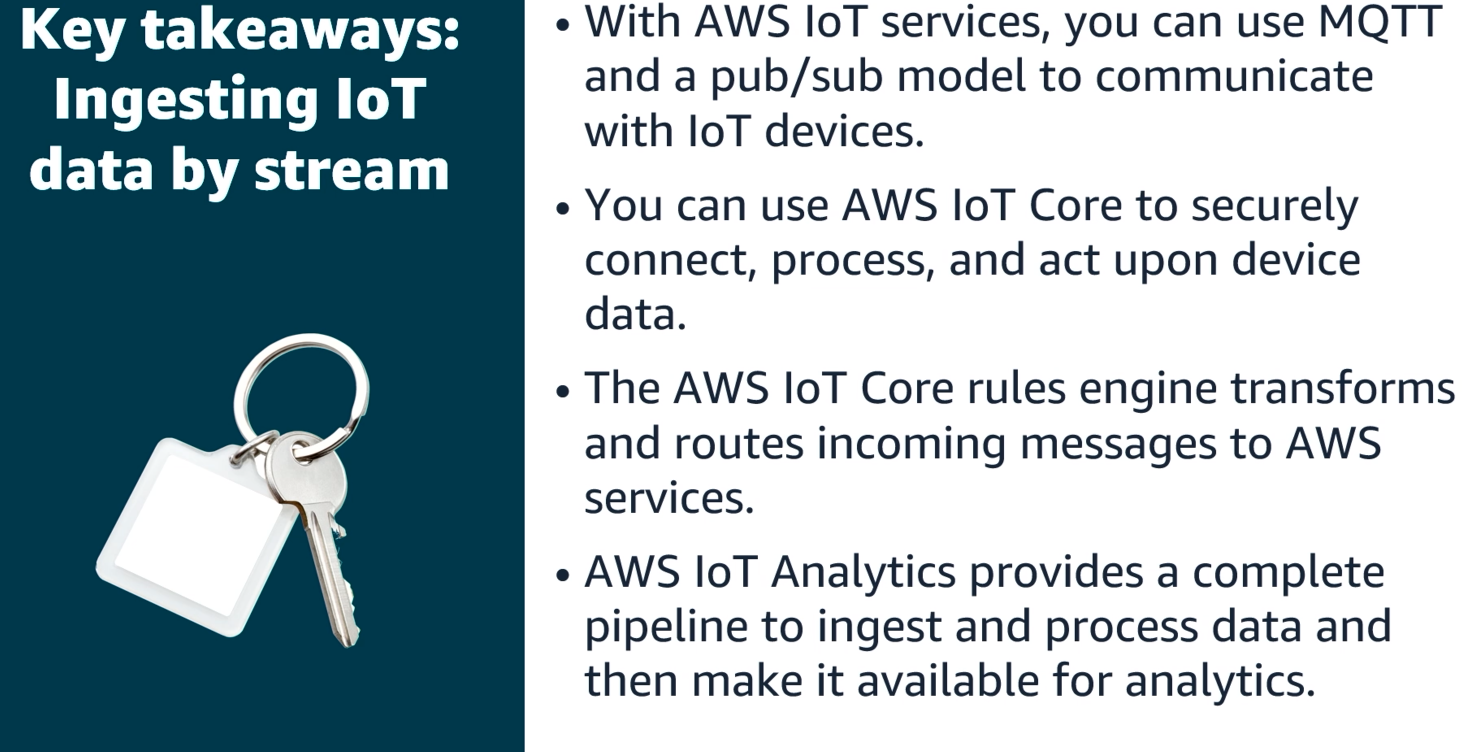 Key takeaways:
Ingesting IoT
data by stream
• With AWS IoT services, you can use MQTT
and a pub/sub model to communicate
with IoT devices.
• You can use AWS IoT Core to securely
connect, process, and act upon device
data.
• The AWS IoT Core rules engine transforms
and routes incoming messages to AWS
services.
• AWS IoT Analytics provides a complete
pipeline to ingest and process data and
then make it available for analytics.